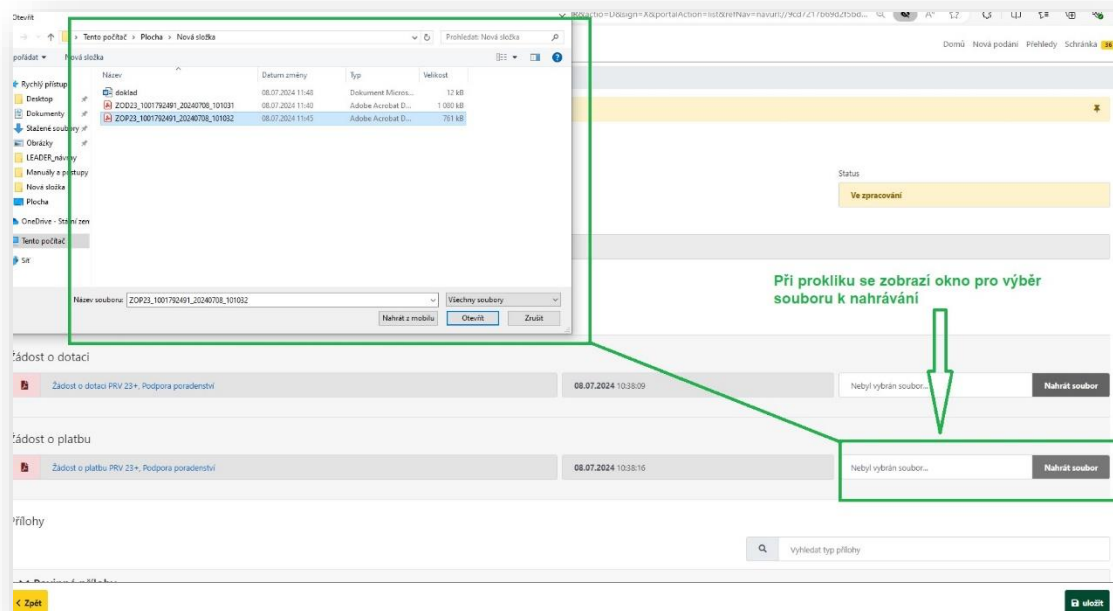 Otevřít
Tento počítač > Plocha > Nová složka
Prohledat: Nová složka
Domů Nová podání Přehledy Schránka 36
pořádat Nová složka
Název Datum změny Typ Velikost
Rychlý přístup
doklad 08.07.2024 11:48 Dokument Micros... 12 kB
Desktop
ZOD23_1001792491_20240708_101031 08.07.2024 11:40 Adobe Acrobat D... 1 080 kB
Dokumenty
ZOP23_1001792491_20240708_101032 08.07.2024 11:45 Adobe Acrobat D... 761 kB
Stažené soubory
Obrázky
LEADER_návrhy
Manuály a postupy
Nová složka
Plocha
OneDrive - Státní zen
Tento počítač
Síť
Status
Ve zpracování
Název souboru: ZOP23_1001792491_20240708_101032 Všechny soubory
Nahrát z mobilu Otevřít Zrušit
Při prokliku se zobrazí okno pro výběr
souboru k nahrávání
Žádost o dotaci
Žádost o dotaci PRV 23+, Podpora poradenství 08.07.2024 10:38:09 Nebyl vybrán soubor... Nahrát soubor
Žádost o platbu
Žádost o platbu PRV 23+, Podpora poradenství 08.07.2024 10:38:16 Nebyl vybrán soubor... Nahrát soubor
Přílohy
Vyhledat typ přílohy
< Zpět uložit